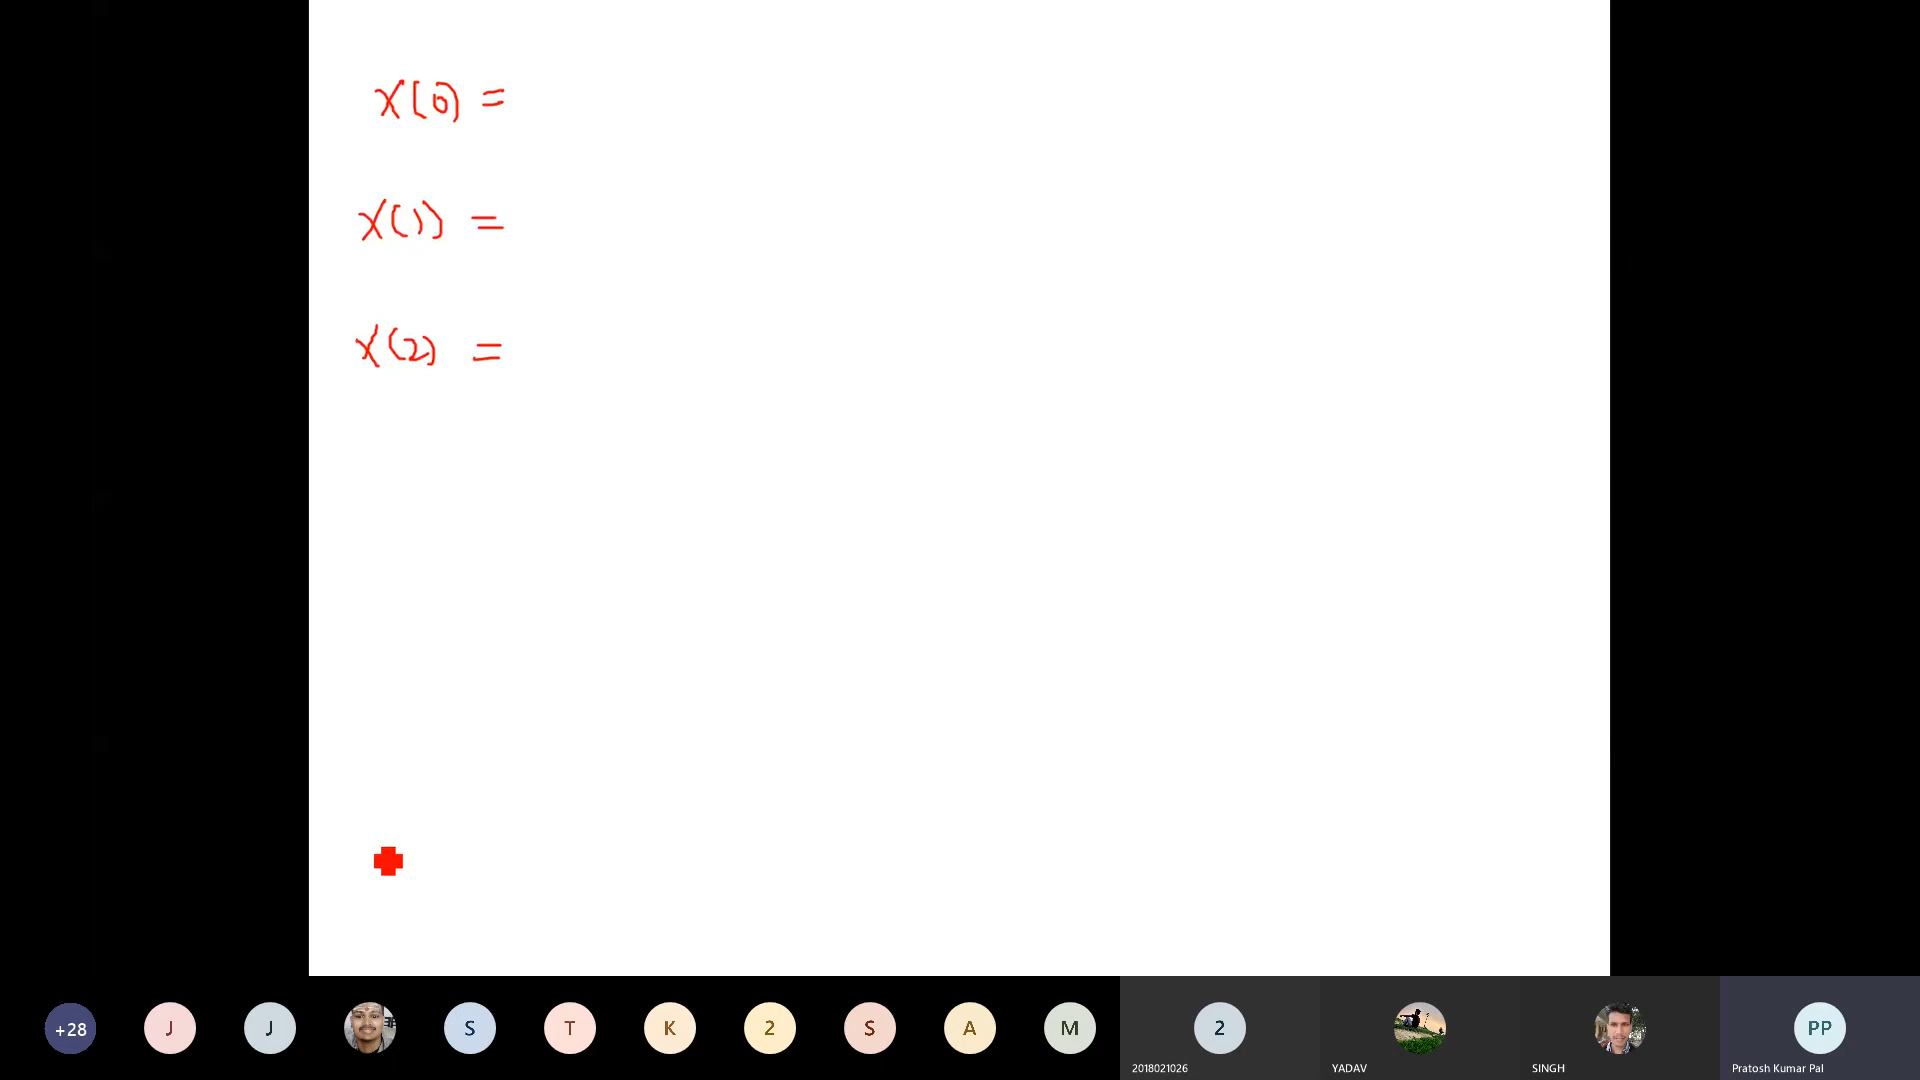 X(0) =
X(1) =
X(2) =
+28 J J S T K 2 S A M 2 PP
2018021026 YADAV SINGH Pratosh Kumar Pal